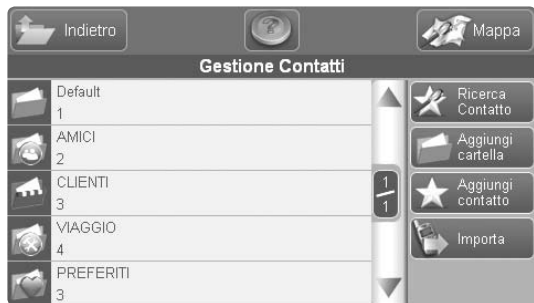 Indietro
?
Mappa
Gestione Contatti
Default
1
AMICI
2
CLIENTI
3
VIAGGIO
4
PREFERITI
3
1
1
Ricerca
Contatto
Aggiungi
cartella
Aggiungi
contatto
Importa